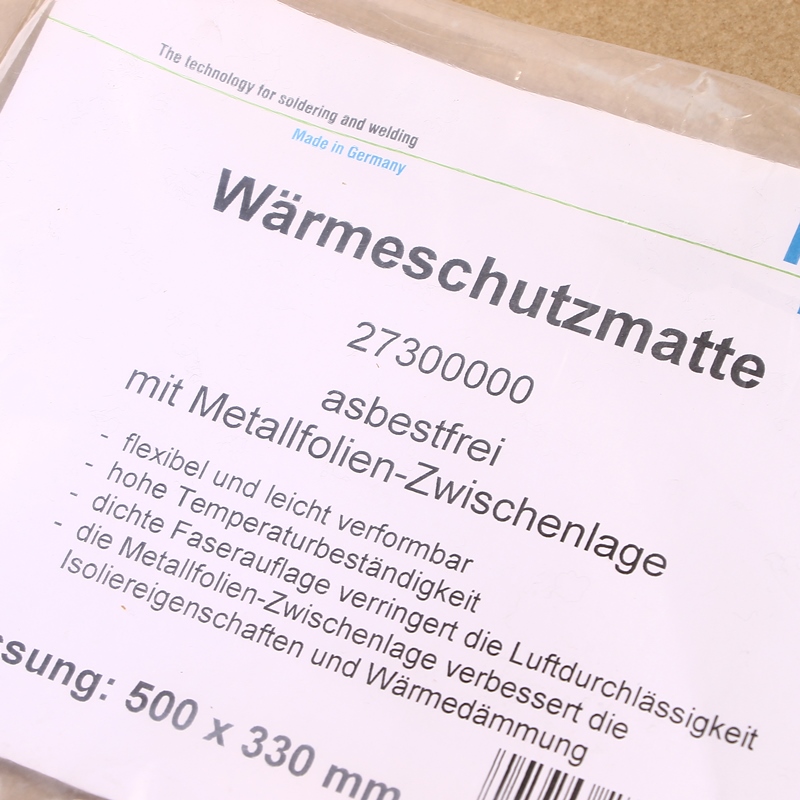 The technology for soldering and welding
Made in Germany
Wärmeschutzmatte
27300000
asbestfrei
mit Metallfolien-Zwischenlage
- flexibel und leicht verformbar
- hohe Temperaturbeständigkeit
- dichte Faserauflage verringert die Luftdurchlässigkeit
- die Metallfolien-Zwischenlage verbessert die
Isoliereigenschaften und Wärmedämmung
ssung: 500 x 330 mm